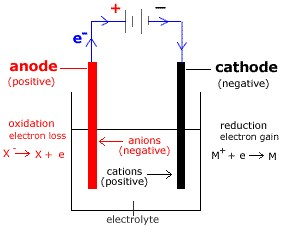 + −
e⁻
anode
(positive)
cathode
(negative)
oxidation
electron loss
X⁻ → X + e
anions
(negative)
cations
(positive)
reduction
electron gain
M⁺ + e → M
electrolyte